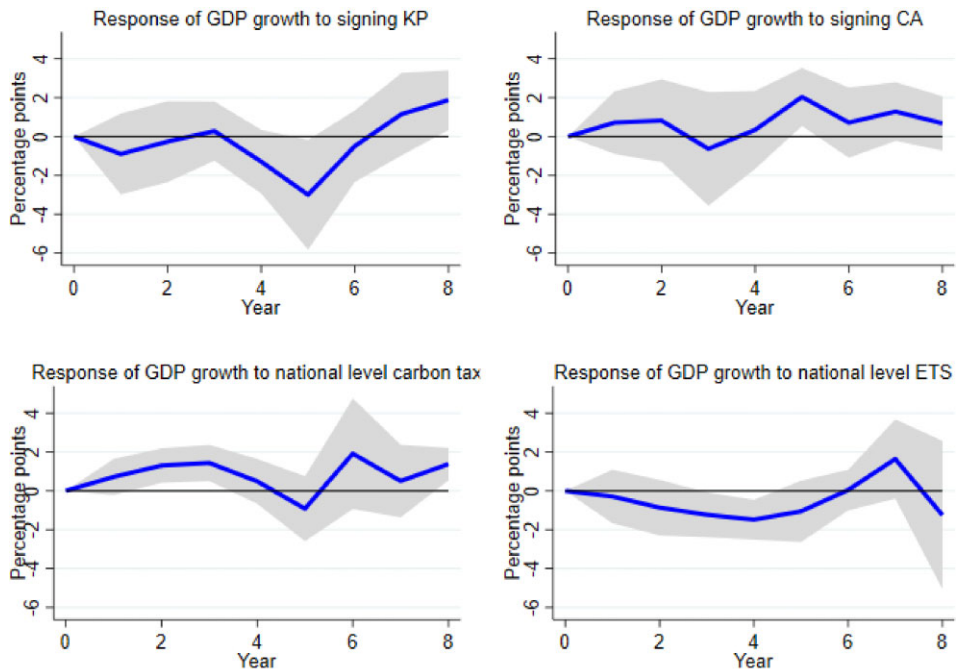 Response of GDP growth to signing KP
Percentage points
4
2
0
-2
-4
-6
0 2 4 6 8
Year
Response of GDP growth to signing CA
Percentage points
4
2
0
-2
-4
-6
0 2 4 6 8
Year
Response of GDP growth to national level carbon tax
Percentage points
4
2
0
-2
-4
-6
0 2 4 6 8
Year
Response of GDP growth to national level ETS
Percentage points
4
2
0
-2
-4
-6
0 2 4 6 8
Year